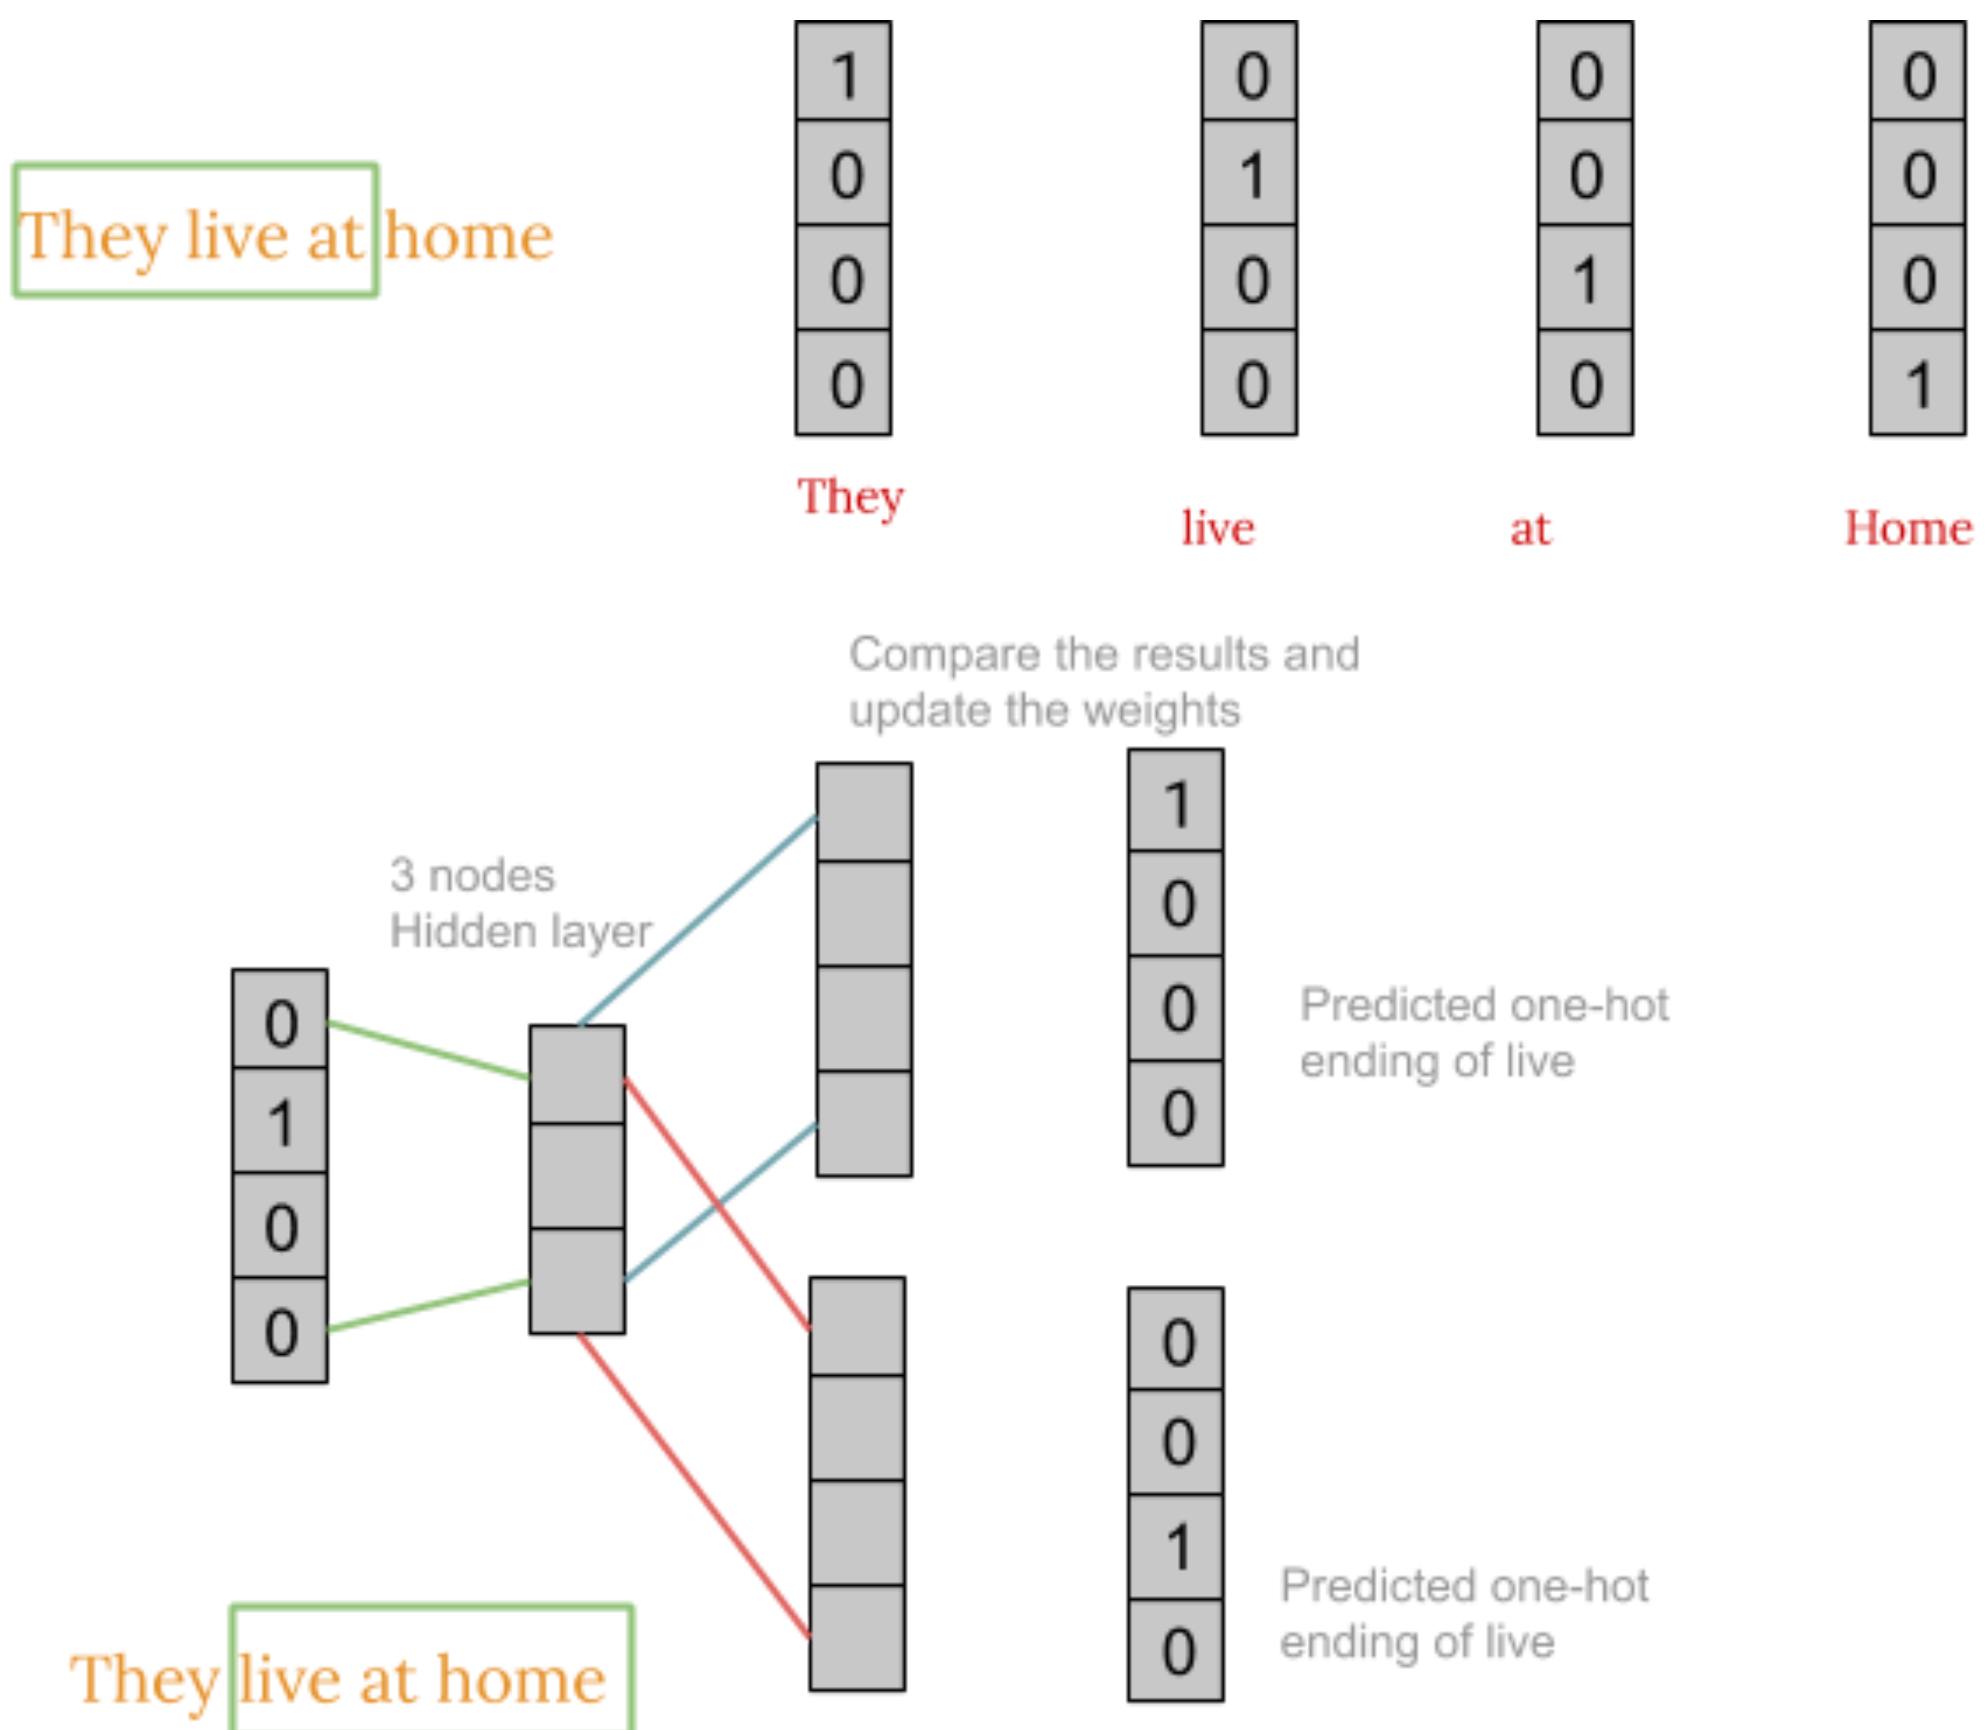 1 0 0 0
0 1 0 0
They live at home
0 0 1 0
0 0 0 1
They live at Home
Compare the results and
update the weights
3 nodes
Hidden layer
1
0
0
0
Predicted one-hot
ending of live
0
1
0
0
0
0
1
0
Predicted one-hot
ending of live
They live at home